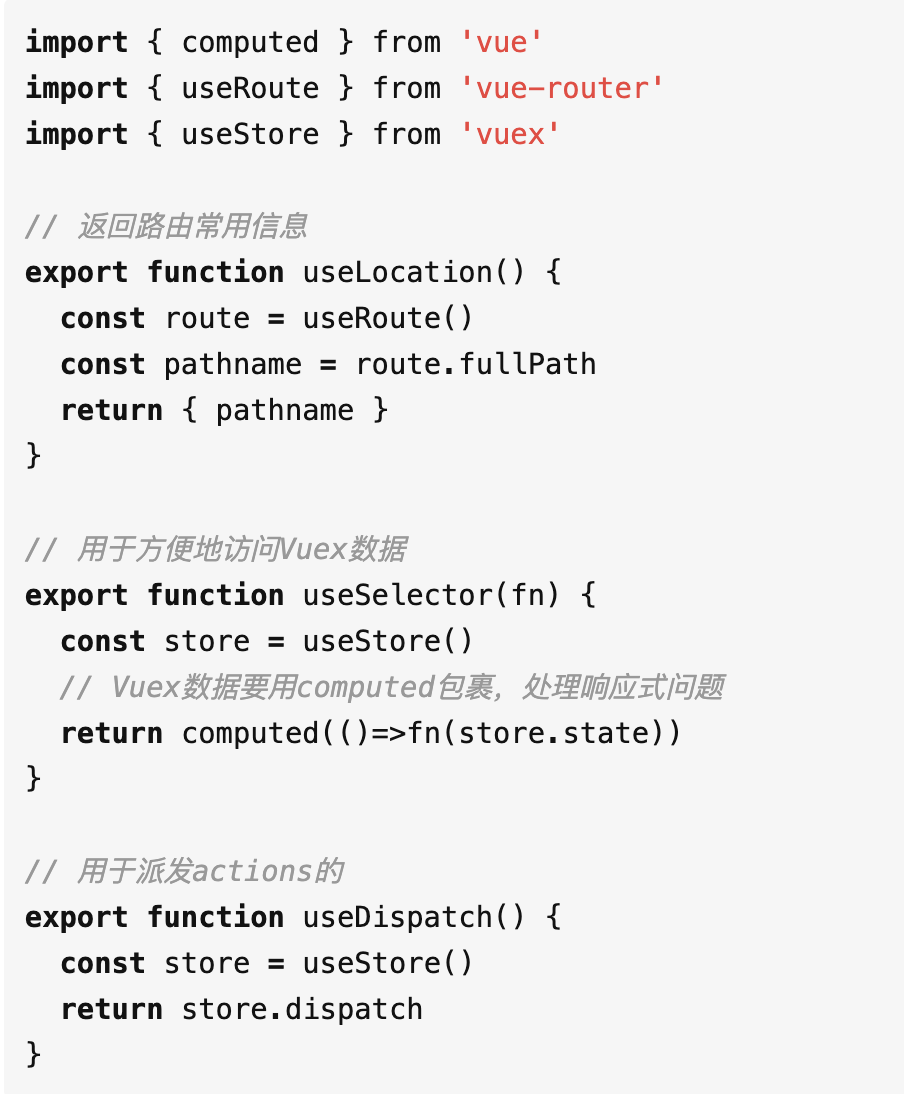 import { computed } from 'vue'
import { useRoute } from 'vue-router'
import { useStore } from 'vuex'
// 返回路由常用信息
export function useLocation() {
  const route = useRoute()
  const pathname = route.fullPath
  return { pathname }
}
// 用于方便地访问Vuex数据
export function useSelector(fn) {
  const store = useStore()
  // Vuex数据要用computed包裹，处理响应式问题
  return computed(()=>fn(store.state))
}
// 用于派发actions的
export function useDispatch() {
  const store = useStore()
  return store.dispatch
}